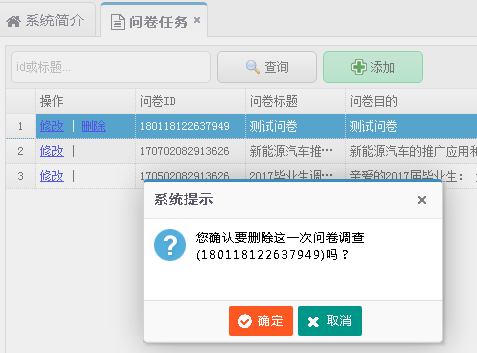 系统简介 问卷任务
id或标题... 查询 添加
操作 问卷ID 问卷标题 问卷目的
1 修改 | 删除 180118122637949 测试问卷 测试问卷
2 修改 | 170702082913626 新能源汽车推… 新能源汽车的推广应用和
3 修改 | 170502082913626 2017毕业生调… 亲爱的2017届毕业生：
系统提示
您确认要删除这一次问卷调查
(180118122637949)吗？
确定 取消